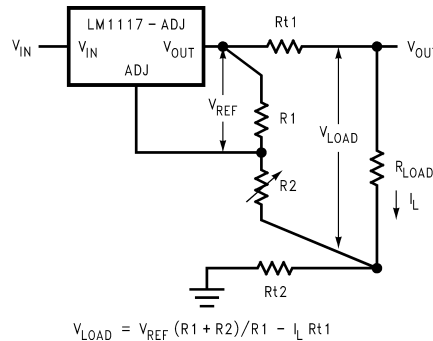 LM1117-ADJ
V_IN
V_IN
V_OUT
ADJ
Rt1
V_OUT
V_REF
R1
V_LOAD
R2
R_LOAD
I_L
Rt2
V_LOAD = V_REF (R1 + R2)/R1 - I_L Rt1